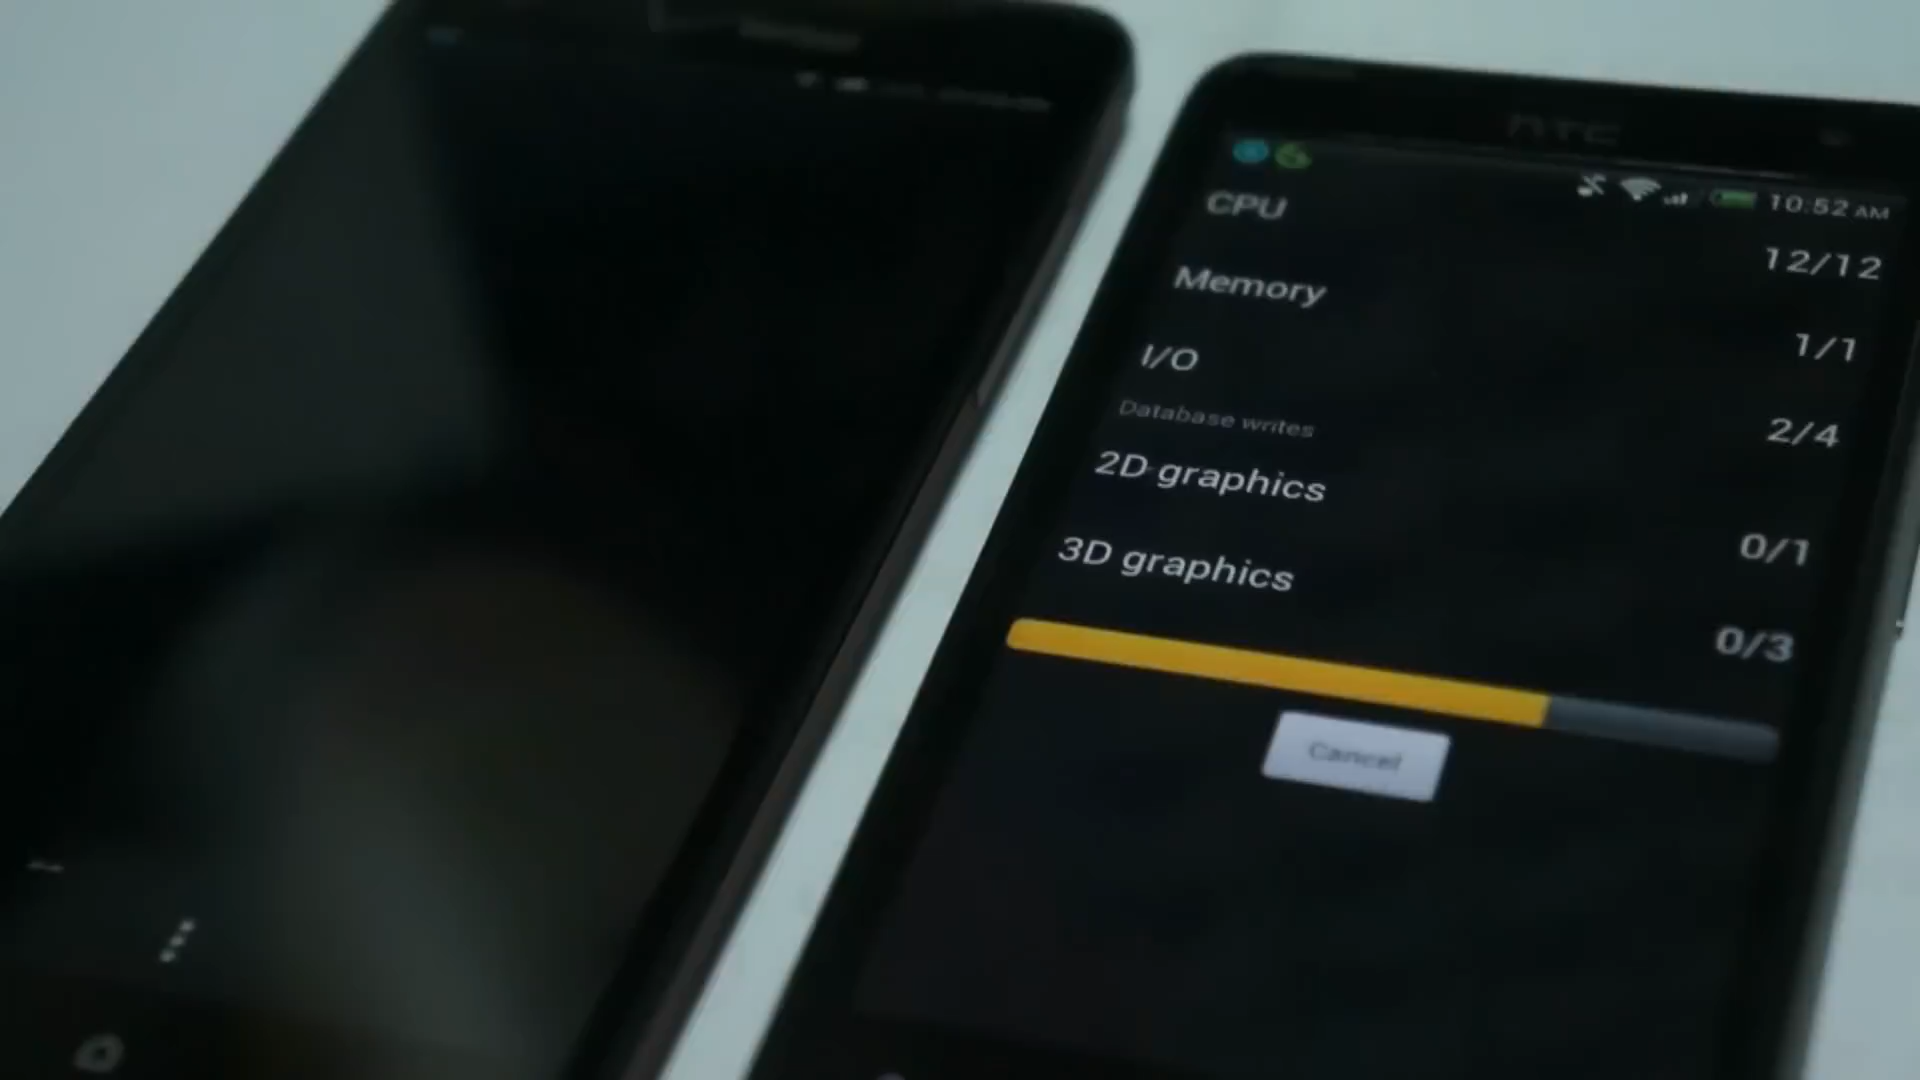 hTC
10:52 AM
CPU
12/12
Memory
1/1
I/O
2/4
Database writes
2D graphics
0/1
3D graphics
0/3
Cancel